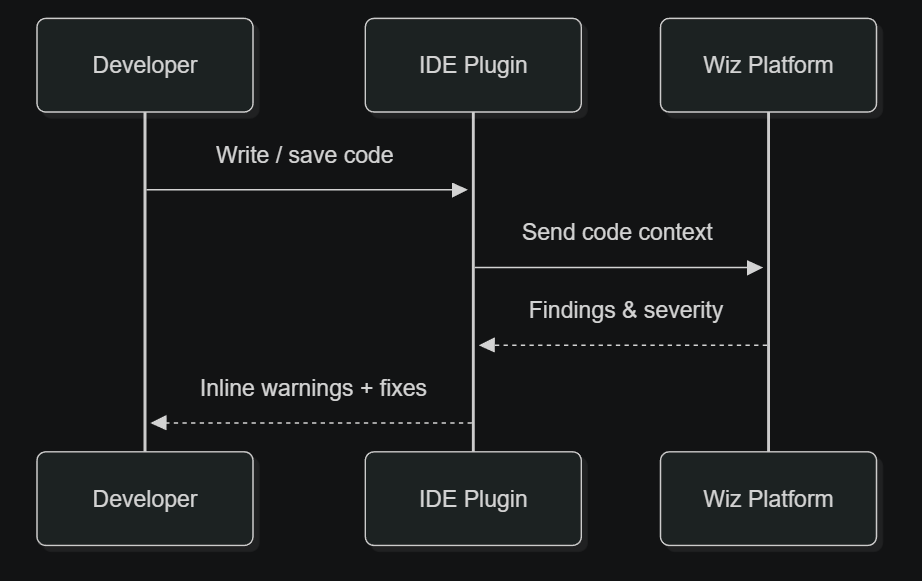 Developer
IDE Plugin
Wiz Platform
Write / save code
Send code context
Findings & severity
Inline warnings + fixes
Developer
IDE Plugin
Wiz Platform